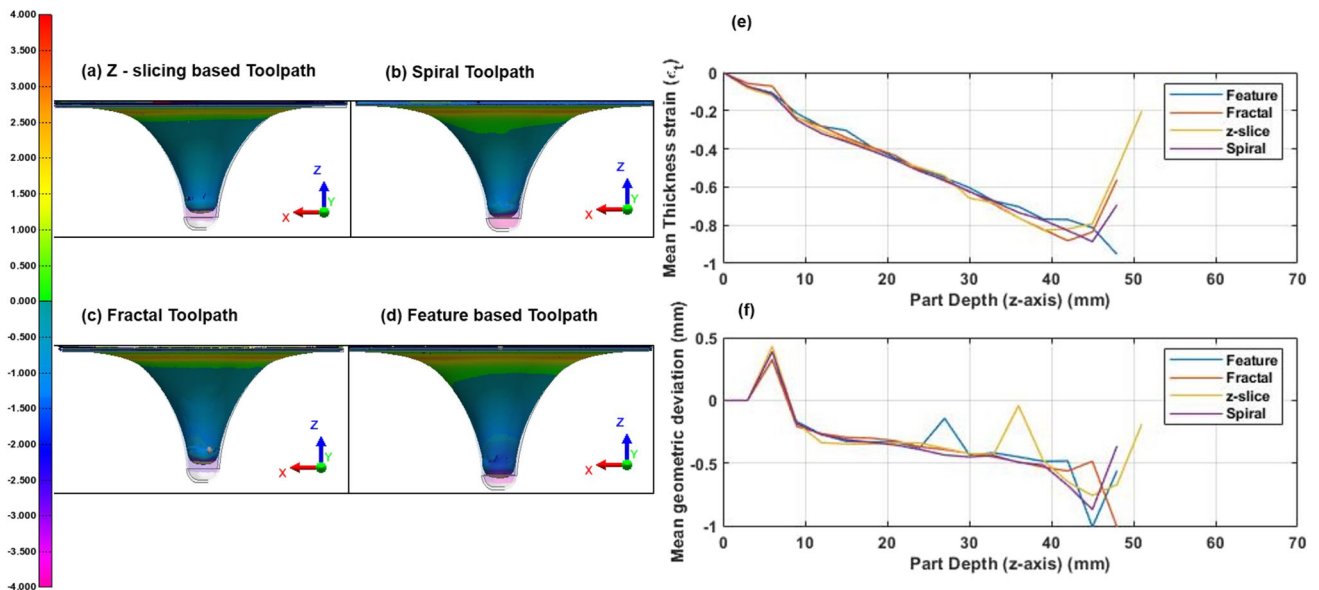 4.000
3.500
3.000
2.500
2.000
1.500
1.000
0.500
0.000
-0.500
-1.000
-1.500
-2.000
-2.500
-3.000
-3.500
-4.000
(a) Z - slicing based Toolpath
Z
Y
X
(b) Spiral Toolpath
Z
Y
X
(c) Fractal Toolpath
Z
Y
X
(d) Feature based Toolpath
Z
Y
X
(e)
Mean Thickness strain (ϵt)
0
-0.2
-0.4
-0.6
-0.8
-1
0 10 20 30 40 50 60 70
Part Depth (z-axis) (mm)
Feature
Fractal
z-slice
Spiral
(f)
Mean geometric deviation (mm)
0.5
0
-0.5
-1
0 10 20 30 40 50 60 70
Part Depth (z-axis) (mm)
Feature
Fractal
z-slice
Spiral